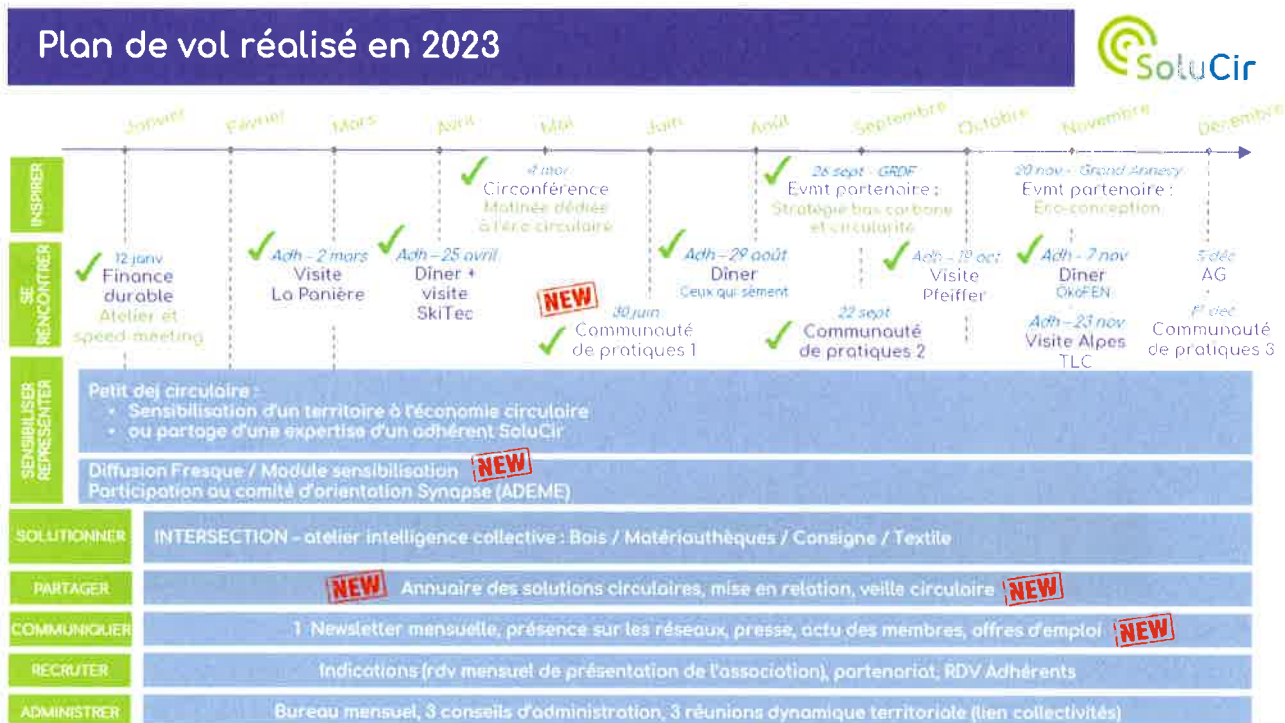 Plan de vol réalisé en 2023
SoluCir
Janvier Février Mars Avril Mai Juin Août Septembre Octobre Novembre Décembre
INSPIRER
Circonférence
Matinée dédiée
à l'ère circulaire
26 sept - GRDF
Evmt partenaire :
Stratégie bas carbone
et circularité
20 nov - Grand Annecy
Evmt partenaire :
Eco-conception
SE
RENCONTRER
12 janv
Finance
durable
Atelier et
speed-meeting
Adh – 2 mars
Visite
La Panière
Adh – 25 avril
Dîner +
visite
SkiTec
NEW
30 juin
Communauté
de pratiques 1
Adh – 29 août
Dîner
Ceux qui sèment
22 sept
Communauté
de pratiques 2
Adh – 19 oct
Visite
Pfeiffer
Adh – 7 nov
Dîner
ÖkoFEN
Adh – 23 nov
Visite Alpes
TLC
5 déc
AG
déc
Communauté
de pratiques 3
SENSIBILISER
REPRÉSENTER
Petit dej circulaire :
• Sensibilisation d'un territoire à l'économie circulaire
• ou partage d'une expertise d'un adhérent SoluCir
Diffusion Fresque / Module sensibilisation NEW
Participation au comité d'orientation Synapse (ADEME)
SOLUTIONNER
INTERSECTION – atelier intelligence collective : Bois / Matériauthèques / Consigne / Textile
PARTAGER
NEW Annuaire des solutions circulaires, mise en relation, veille circulaire NEW
COMMUNIQUER
1 Newsletter mensuelle, présence sur les réseaux, presse, actu des membres, offres d'emploi NEW
RECRUTER
Indications (rdv mensuel de présentation de l'association), partenariat, RDV Adhérents
ADMINISTRER
Bureau mensuel, 3 conseils d'administration, 3 réunions dynamique territoriale (lien collectivités)